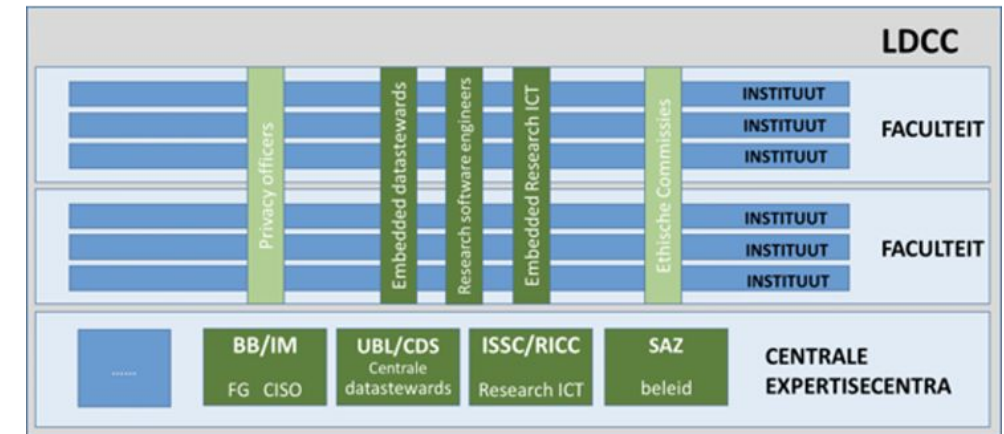 LDCC
INSTITUUT
INSTITUUT
INSTITUUT
FACULTEIT
INSTITUUT
INSTITUUT
INSTITUUT
FACULTEIT
Privacy officers
Embedded datastewards
Research software engineers
Embedded Research ICT
Ethische Commissies
......
BB/IM
FG CISO
UBL/CDS
Centrale
datastewards
ISSC/RICC
Research ICT
SAZ
beleid
CENTRALE
EXPERTISECENTRA